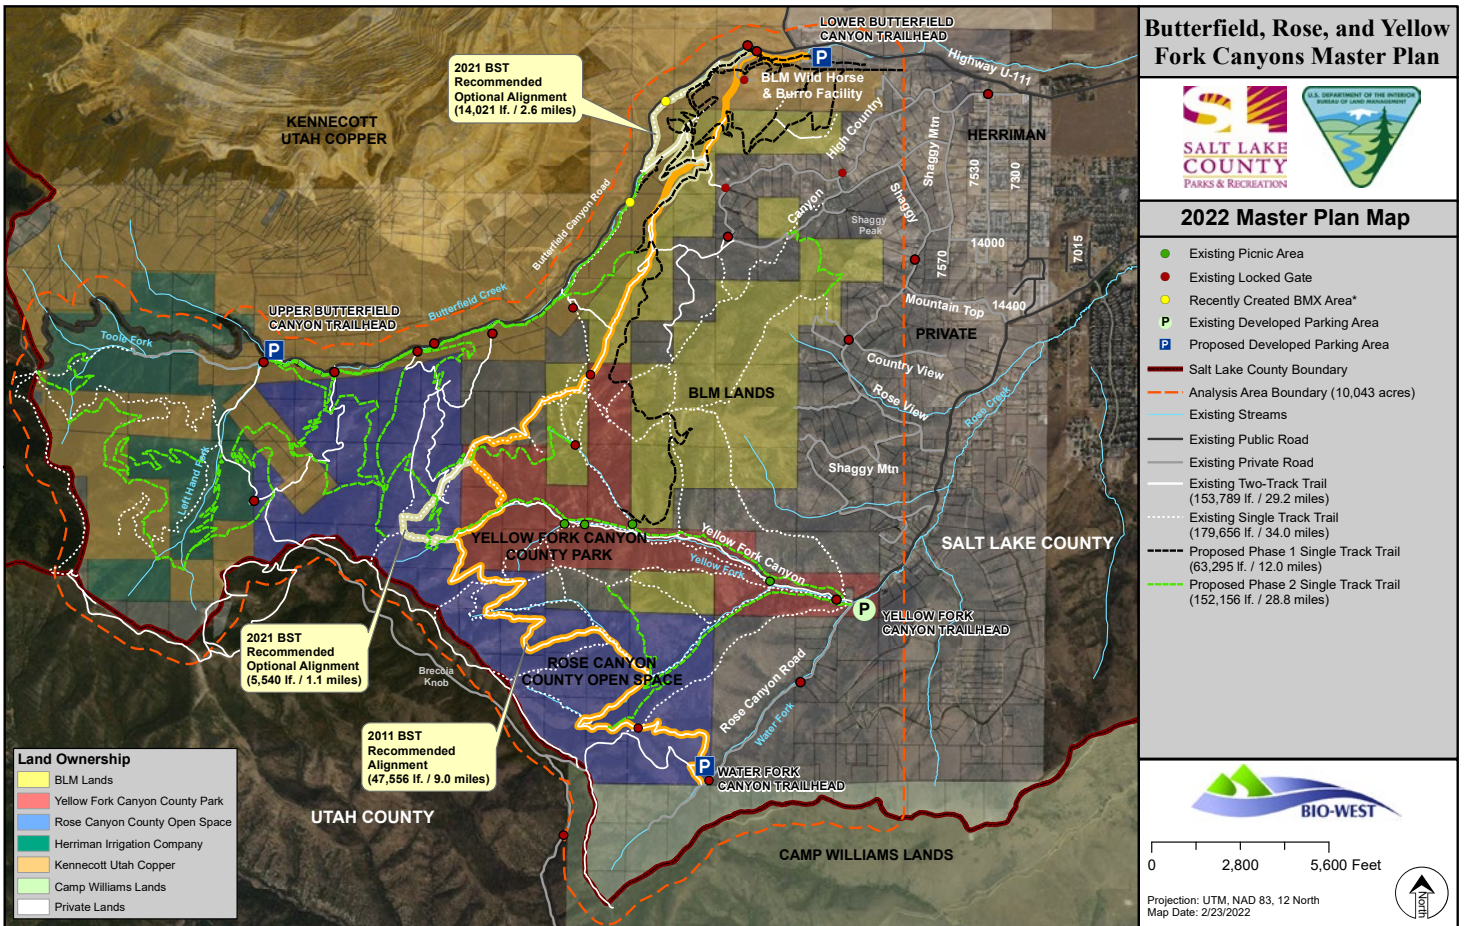 Butterfield, Rose, and Yellow
Fork Canyons Master Plan
SALT LAKE
COUNTY
PARKS & RECREATION
U.S. DEPARTMENT OF THE INTERIOR
BUREAU OF LAND MANAGEMENT
2022 Master Plan Map
Existing Picnic Area
Existing Locked Gate
Recently Created BMX Area*
P Existing Developed Parking Area
P Proposed Developed Parking Area
Salt Lake County Boundary
Analysis Area Boundary (10,043 acres)
Existing Streams
Existing Public Road
Existing Private Road
Existing Two-Track Trail
(153,789 lf. / 29.2 miles)
Existing Single Track Trail
(179,656 lf. / 34.0 miles)
Proposed Phase 1 Single Track Trail
(63,295 lf. / 12.0 miles)
Proposed Phase 2 Single Track Trail
(152,156 lf. / 28.8 miles)
BIO-WEST
0 2,800 5,600 Feet
Projection: UTM, NAD 83, 12 North
Map Date: 2/23/2022
North
LOWER BUTTERFIELD
CANYON TRAILHEAD
P
Highway U-111
BLM Wild Horse
& Burro Facility
2021 BST
Recommended
Optional Alignment
(14,021 lf. / 2.6 miles)
KENNECOTT
UTAH COPPER
HERRIMAN
High Country
Shaggy Mtn
7530
7300
Canyon
Shaggy
Shaggy
Peak
14000
7570
7015
Butterfield Canyon Road
Butterfield Creek
Mountain Top
14400
PRIVATE
UPPER BUTTERFIELD
CANYON TRAILHEAD
P
Toole Fork
Country View
Rose View
Rose Creek
BLM LANDS
Shaggy Mtn
Left Hand Fork
YELLOW FORK CANYON
COUNTY PARK
Yellow Fork Canyon
Yellow Fork
SALT LAKE COUNTY
P
YELLOW FORK
CANYON TRAILHEAD
2021 BST
Recommended
Optional Alignment
(5,540 lf. / 1.1 miles)
Breccia
Knob
ROSE CANYON
COUNTY OPEN SPACE
Rose Canyon Road
Water Fork
2011 BST
Recommended
Alignment
(47,556 lf. / 9.0 miles)
P
WATER FORK
CANYON TRAILHEAD
UTAH COUNTY
CAMP WILLIAMS LANDS
Land Ownership
BLM Lands
Yellow Fork Canyon County Park
Rose Canyon County Open Space
Herriman Irrigation Company
Kennecott Utah Copper
Camp Williams Lands
Private Lands